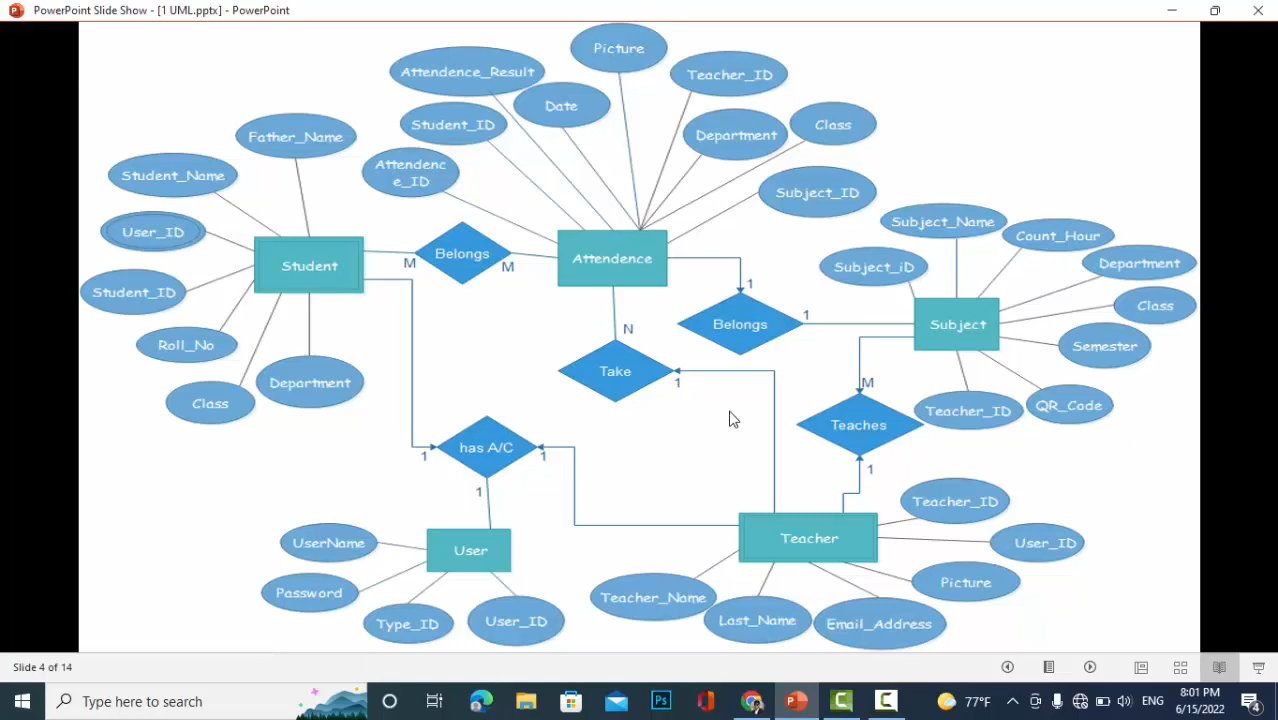 PowerPoint Slide Show - [1 UML.pptx] - PowerPoint
Picture
Attendence_Result
Teacher_ID
Date
Student_ID
Department
Class
Father_Name
Attendenc
e_ID
Student_Name
Subject_ID
User_ID
Subject_Name
Count_Hour
Belongs
M
M
Student
Attendence
Subject_iD
Department
Student_ID
1
Class
Belongs
1
Subject
N
Roll_No
Semester
Take
1
Department
M
Class
Teacher_ID
QR_Code
Teaches
has A/C
1
1
1
1
Teacher_ID
UserName
User
Teacher
User_ID
Password
Teacher_Name
Picture
Type_ID
User_ID
Last_Name
Email_Address
Slide 4 of 14
Type here to search
Ps
77°F
ENG
8:01 PM
6/15/2022
4